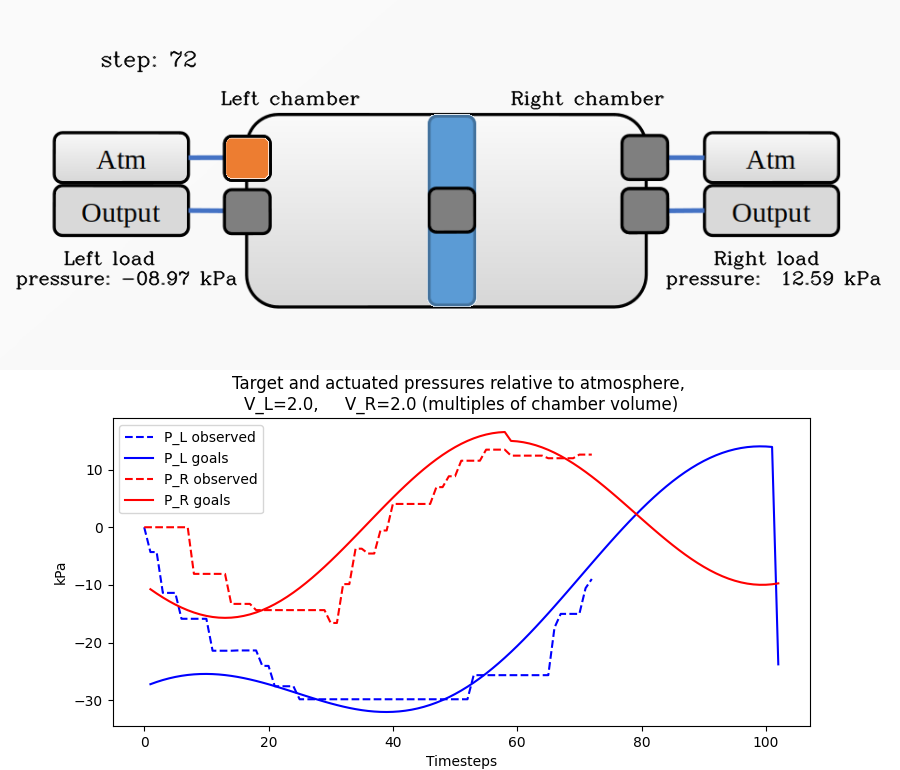 step: 72
Left chamber
Right chamber
Atm
Atm
Output
Output
Left load
pressure: -08.97 kPa
Right load
pressure: 12.59 kPa
Target and actuated pressures relative to atmosphere,
V_L=2.0, V_R=2.0 (multiples of chamber volume)
P_L observed
P_L goals
P_R observed
P_R goals
kPa
10
0
−10
−20
−30
0 20 40 60 80 100
Timesteps